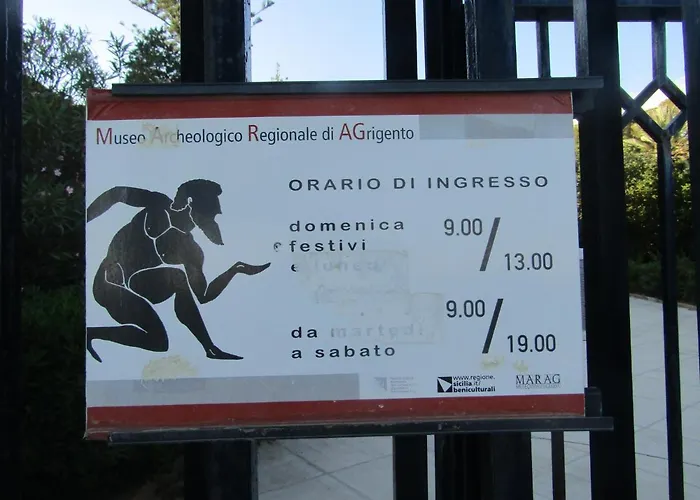 Museo Archeologico Regionale di AGrigento
ORARIO DI INGRESSO
domenica
e festivi
e lunedì
9.00 / 13.00
da martedì
a sabato
9.00 / 19.00
www.regione.
sicilia.it/
beniculturali
MARAG